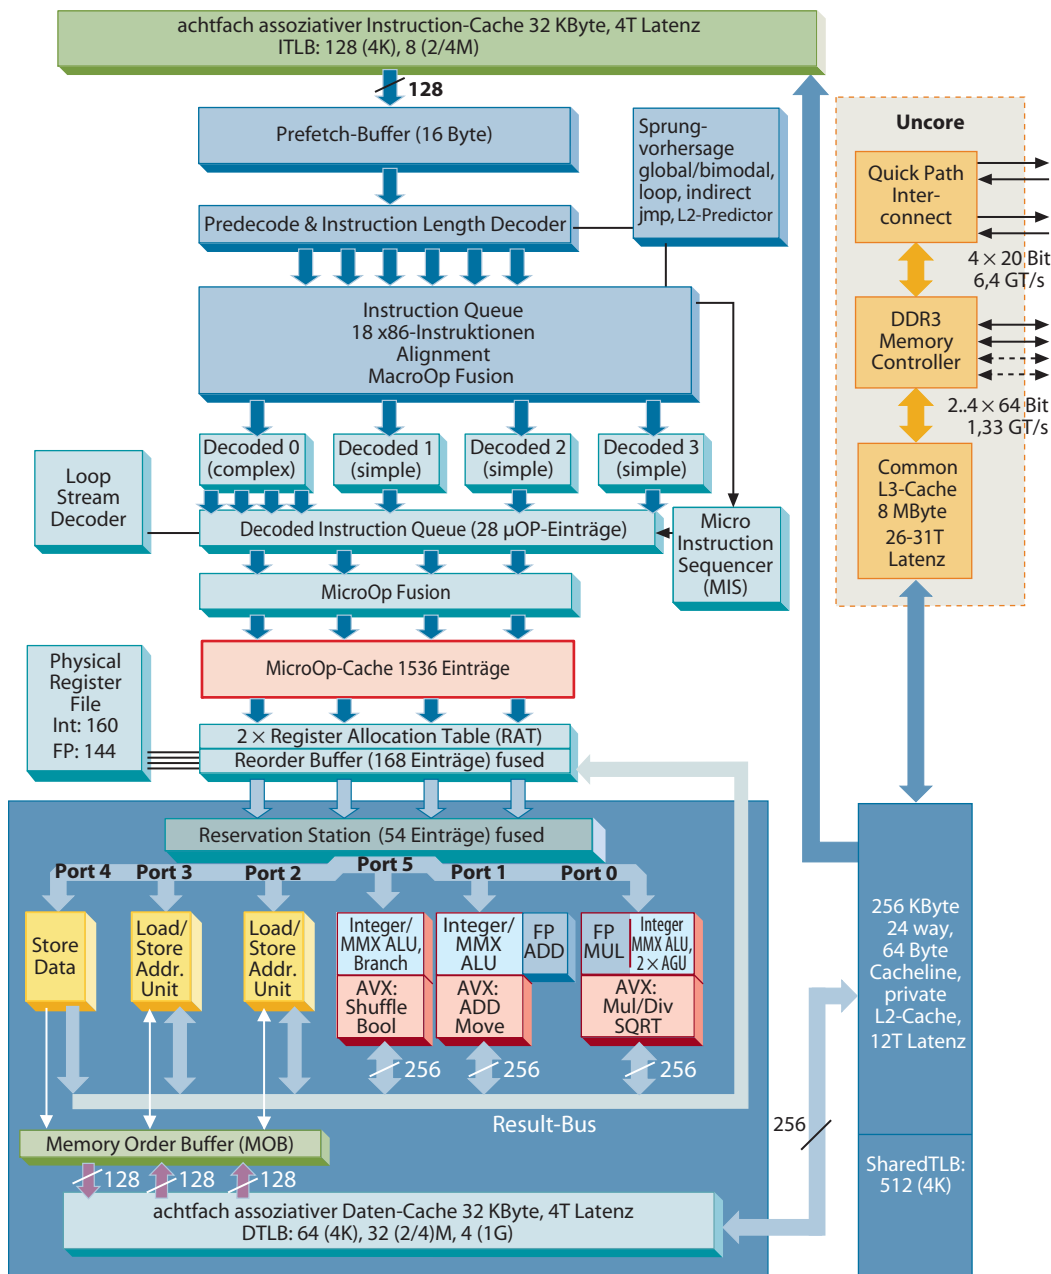 achtfach assoziativer Instruction-Cache 32 KByte, 4T Latenz
ITLB: 128 (4K), 8 (2/4M)
128
Prefetch-Buffer (16 Byte)
Sprung-
vorhersage
global/bimodal,
loop, indirect
jmp, L2-Predictor
Predecode & Instruction Length Decoder
Instruction Queue
18 x86-Instruktionen
Alignment
MacroOp Fusion
Decoded 0
(complex)
Decoded 1
(simple)
Decoded 2
(simple)
Decoded 3
(simple)
Loop
Stream
Decoder
Decoded Instruction Queue (28 µOP-Einträge)
Micro
Instruction
Sequencer
(MIS)
MicroOp Fusion
MicroOp-Cache 1536 Einträge
Physical
Register
File
Int: 160
FP: 144
2 × Register Allocation Table (RAT)
Reorder Buffer (168 Einträge) fused
Uncore
Quick Path
Inter-
connect
4 × 20 Bit
6,4 GT/s
DDR3
Memory
Controller
2..4 × 64 Bit
1,33 GT/s
Common
L3-Cache
8 MByte
26-31T
Latenz
Reservation Station (54 Einträge) fused
Port 4
Port 3
Port 2
Port 5
Port 1
Port 0
Store
Data
Load/
Store
Addr.
Unit
Load/
Store
Addr.
Unit
Integer/
MMX ALU,
Branch
AVX:
Shuffle
Bool
Integer/
MMX
ALU
FP
ADD
AVX:
ADD
Move
FP
MUL
Integer
MMX ALU,
2 × AGU
AVX:
Mul/Div
SQRT
256
256
256
Result-Bus
Memory Order Buffer (MOB)
128
128
128
achtfach assoziativer Daten-Cache 32 KByte, 4T Latenz
DTLB: 64 (4K), 32 (2/4)M, 4 (1G)
256
256 KByte
24 way,
64 Byte
Cacheline,
private
L2-Cache,
12T Latenz
SharedTLB:
512 (4K)